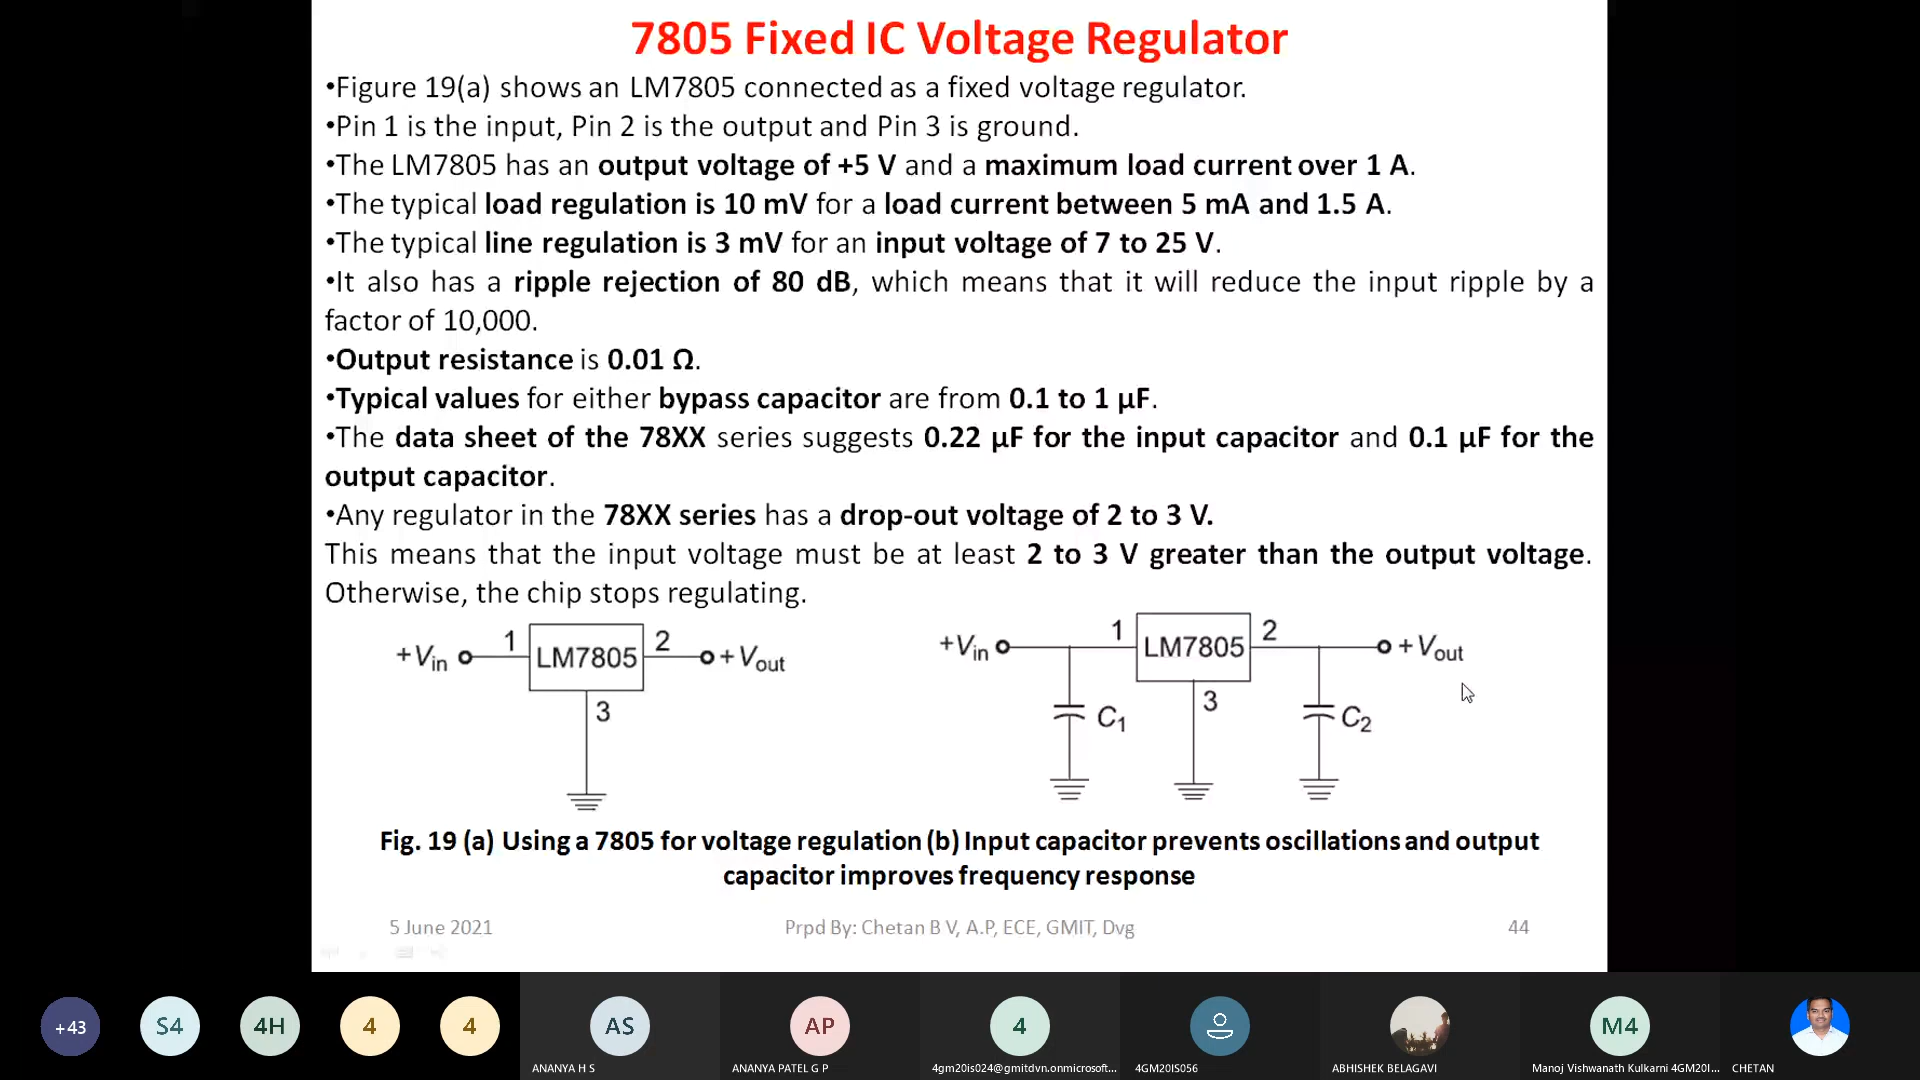 7805 Fixed IC Voltage Regulator
•Figure 19(a) shows an LM7805 connected as a fixed voltage regulator.
•Pin 1 is the input, Pin 2 is the output and Pin 3 is ground.
•The LM7805 has an output voltage of +5 V and a maximum load current over 1 A.
•The typical load regulation is 10 mV for a load current between 5 mA and 1.5 A.
•The typical line regulation is 3 mV for an input voltage of 7 to 25 V.
•It also has a ripple rejection of 80 dB, which means that it will reduce the input ripple by a
factor of 10,000.
•Output resistance is 0.01 Ω.
•Typical values for either bypass capacitor are from 0.1 to 1 µF.
•The data sheet of the 78XX series suggests 0.22 µF for the input capacitor and 0.1 µF for the
output capacitor.
•Any regulator in the 78XX series has a drop-out voltage of 2 to 3 V.
This means that the input voltage must be at least 2 to 3 V greater than the output voltage.
Otherwise, the chip stops regulating.
+Vin 1 LM7805 2 +Vout
3
+Vin 1 LM7805 2 +Vout
3
C1 C2
Fig. 19 (a) Using a 7805 for voltage regulation (b) Input capacitor prevents oscillations and output
capacitor improves frequency response
5 June 2021 Prpd By: Chetan B V, A.P, ECE, GMIT, Dvg 44
+43 S4 4H 4 4 AS AP 4 M4
ANANYA H S ANANYA PATEL G P 4gm20is024@gmitdvn.onmicrosoft... 4GM20IS056 ABHISHEK BELAGAVI Manoj Vishwanath Kulkarni 4GM20I... CHETAN